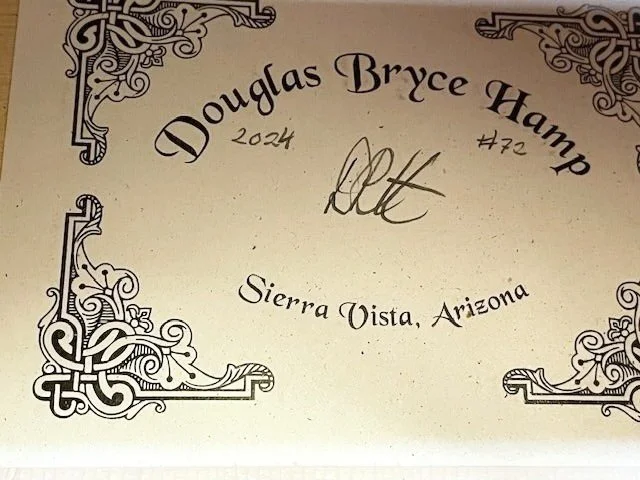 Douglas Bryce Hamp
2024 #72
Sierra Vista, Arizona